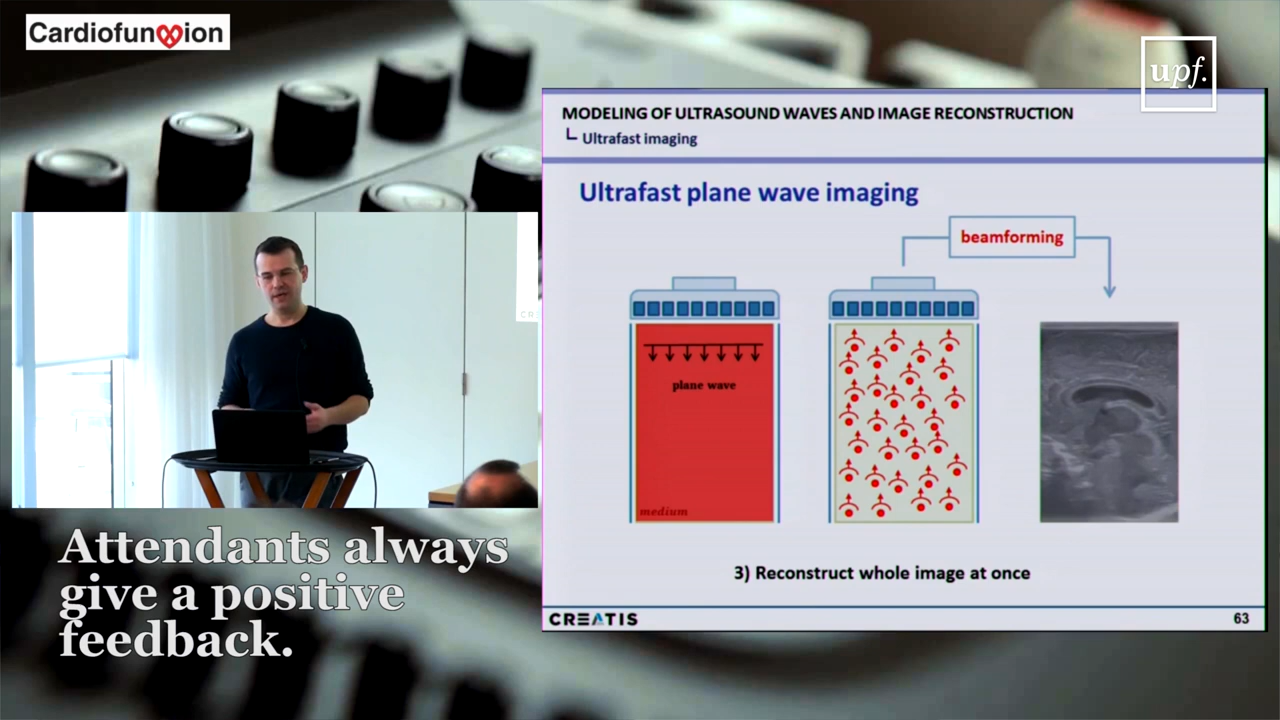 Cardiofunxion
upf.
MODELING OF ULTRASOUND WAVES AND IMAGE RECONSTRUCTION
Ultrafast imaging
Ultrafast plane wave imaging
beamforming
plane wave
medium
3) Reconstruct whole image at once
CREATIS
63
Attendants always
give a positive
feedback.